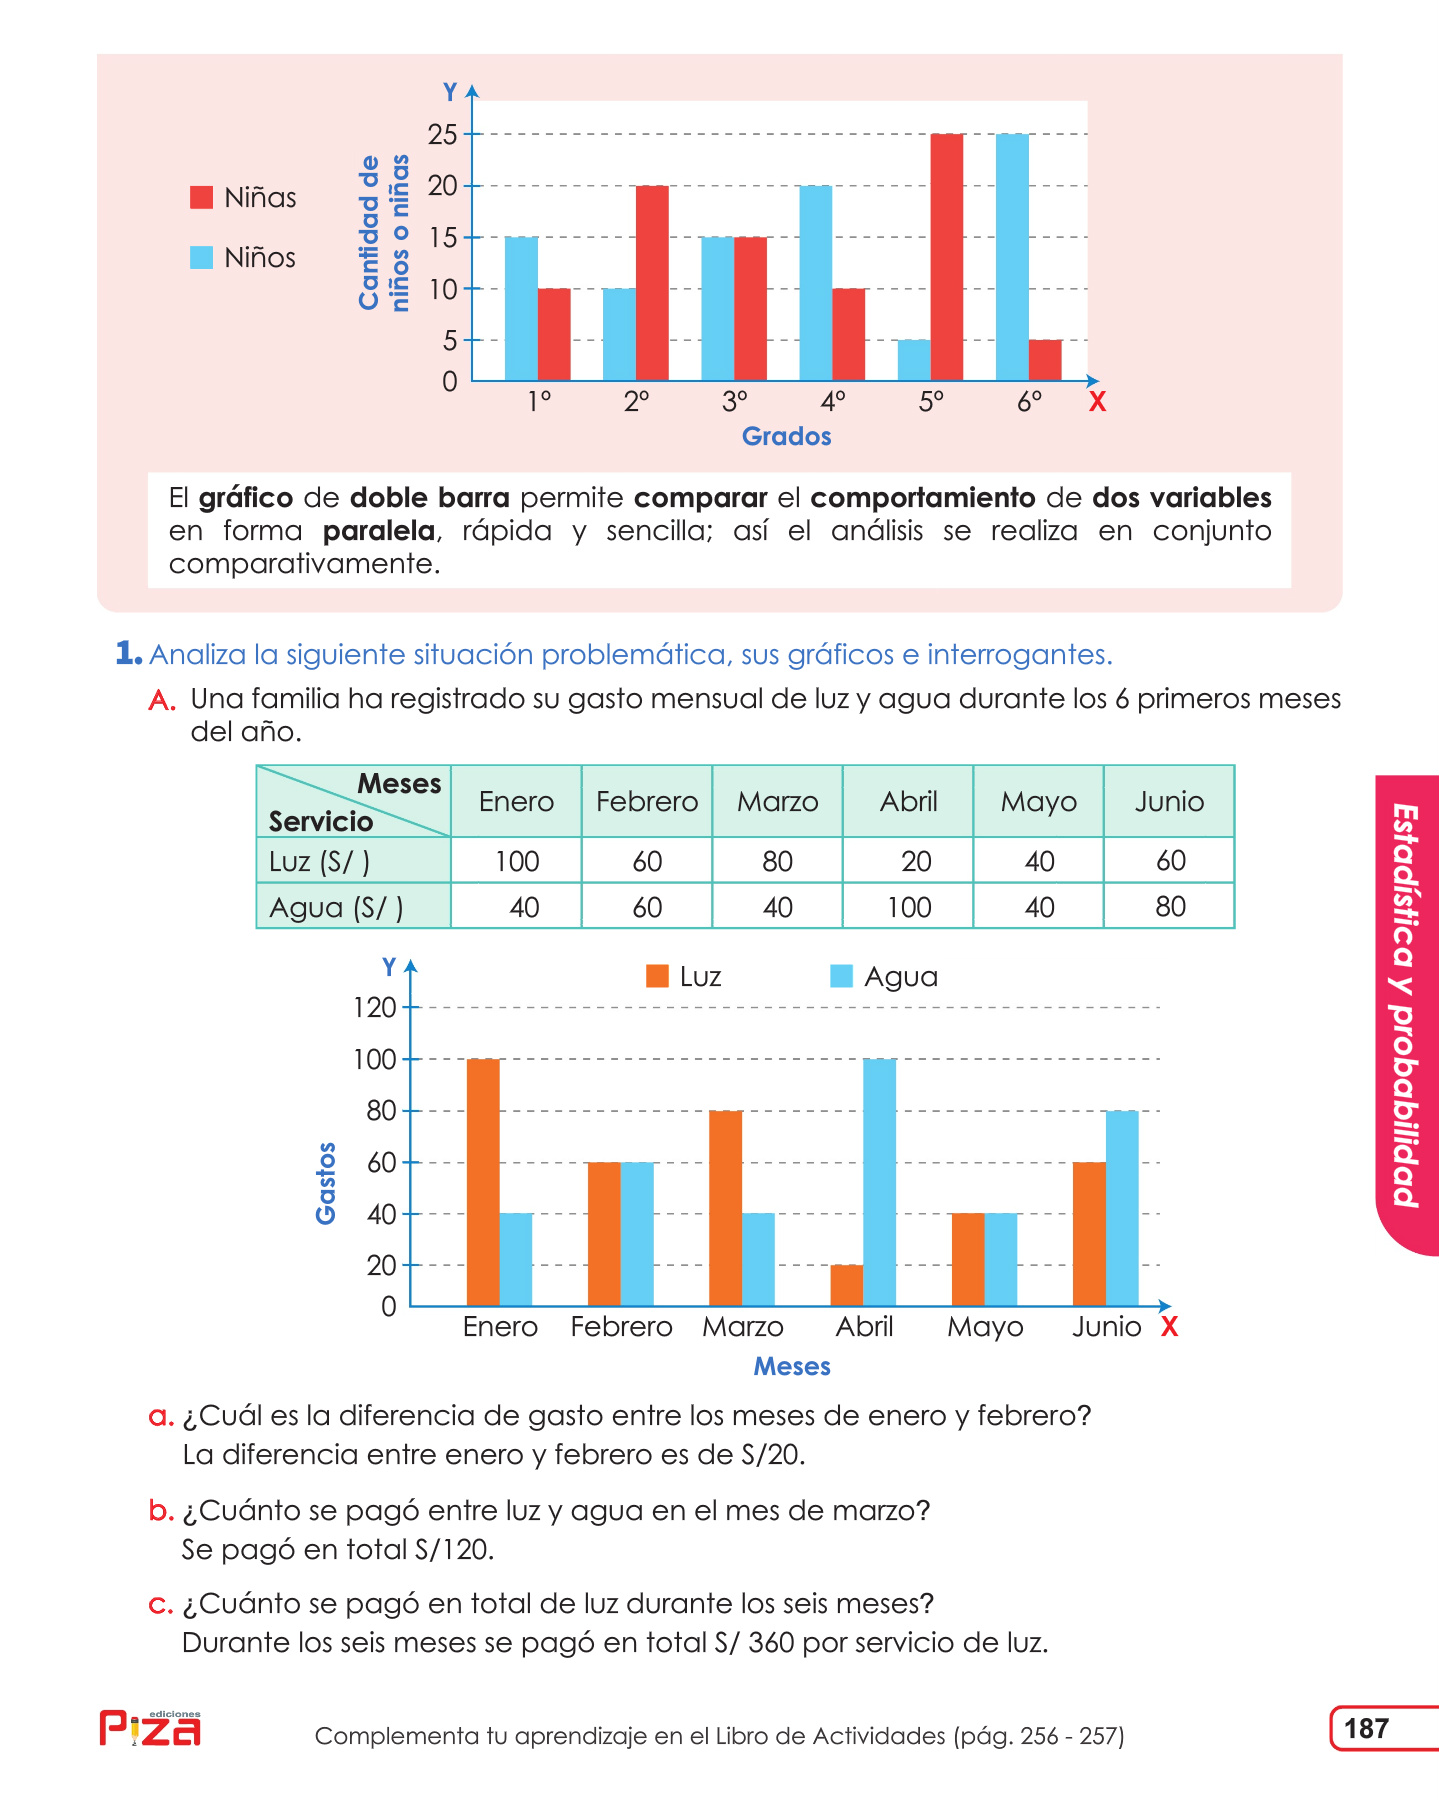 Y
25
20
15
10
5
0
Cantidad de
niños o niñas
Niñas
Niños
1º 2º 3º 4º 5º 6º X
Grados
El gráfico de doble barra permite comparar el comportamiento de dos variables
en forma paralela, rápida y sencilla; así el análisis se realiza en conjunto
comparativamente.
1. Analiza la siguiente situación problemática, sus gráficos e interrogantes.
A. Una familia ha registrado su gasto mensual de luz y agua durante los 6 primeros meses
del año.
Meses
Servicio
Enero Febrero Marzo Abril Mayo Junio
Luz (S/ ) 100 60 80 20 40 60
Agua (S/ ) 40 60 40 100 40 80
Y
Luz Agua
120
100
80
60
40
20
0
Gastos
Enero Febrero Marzo Abril Mayo Junio X
Meses
a. ¿Cuál es la diferencia de gasto entre los meses de enero y febrero?
La diferencia entre enero y febrero es de S/20.
b. ¿Cuánto se pagó entre luz y agua en el mes de marzo?
Se pagó en total S/120.
c. ¿Cuánto se pagó en total de luz durante los seis meses?
Durante los seis meses se pagó en total S/ 360 por servicio de luz.
Estadística y probabilidad
ediciones
Piza
Complementa tu aprendizaje en el Libro de Actividades (pág. 256 - 257)
187